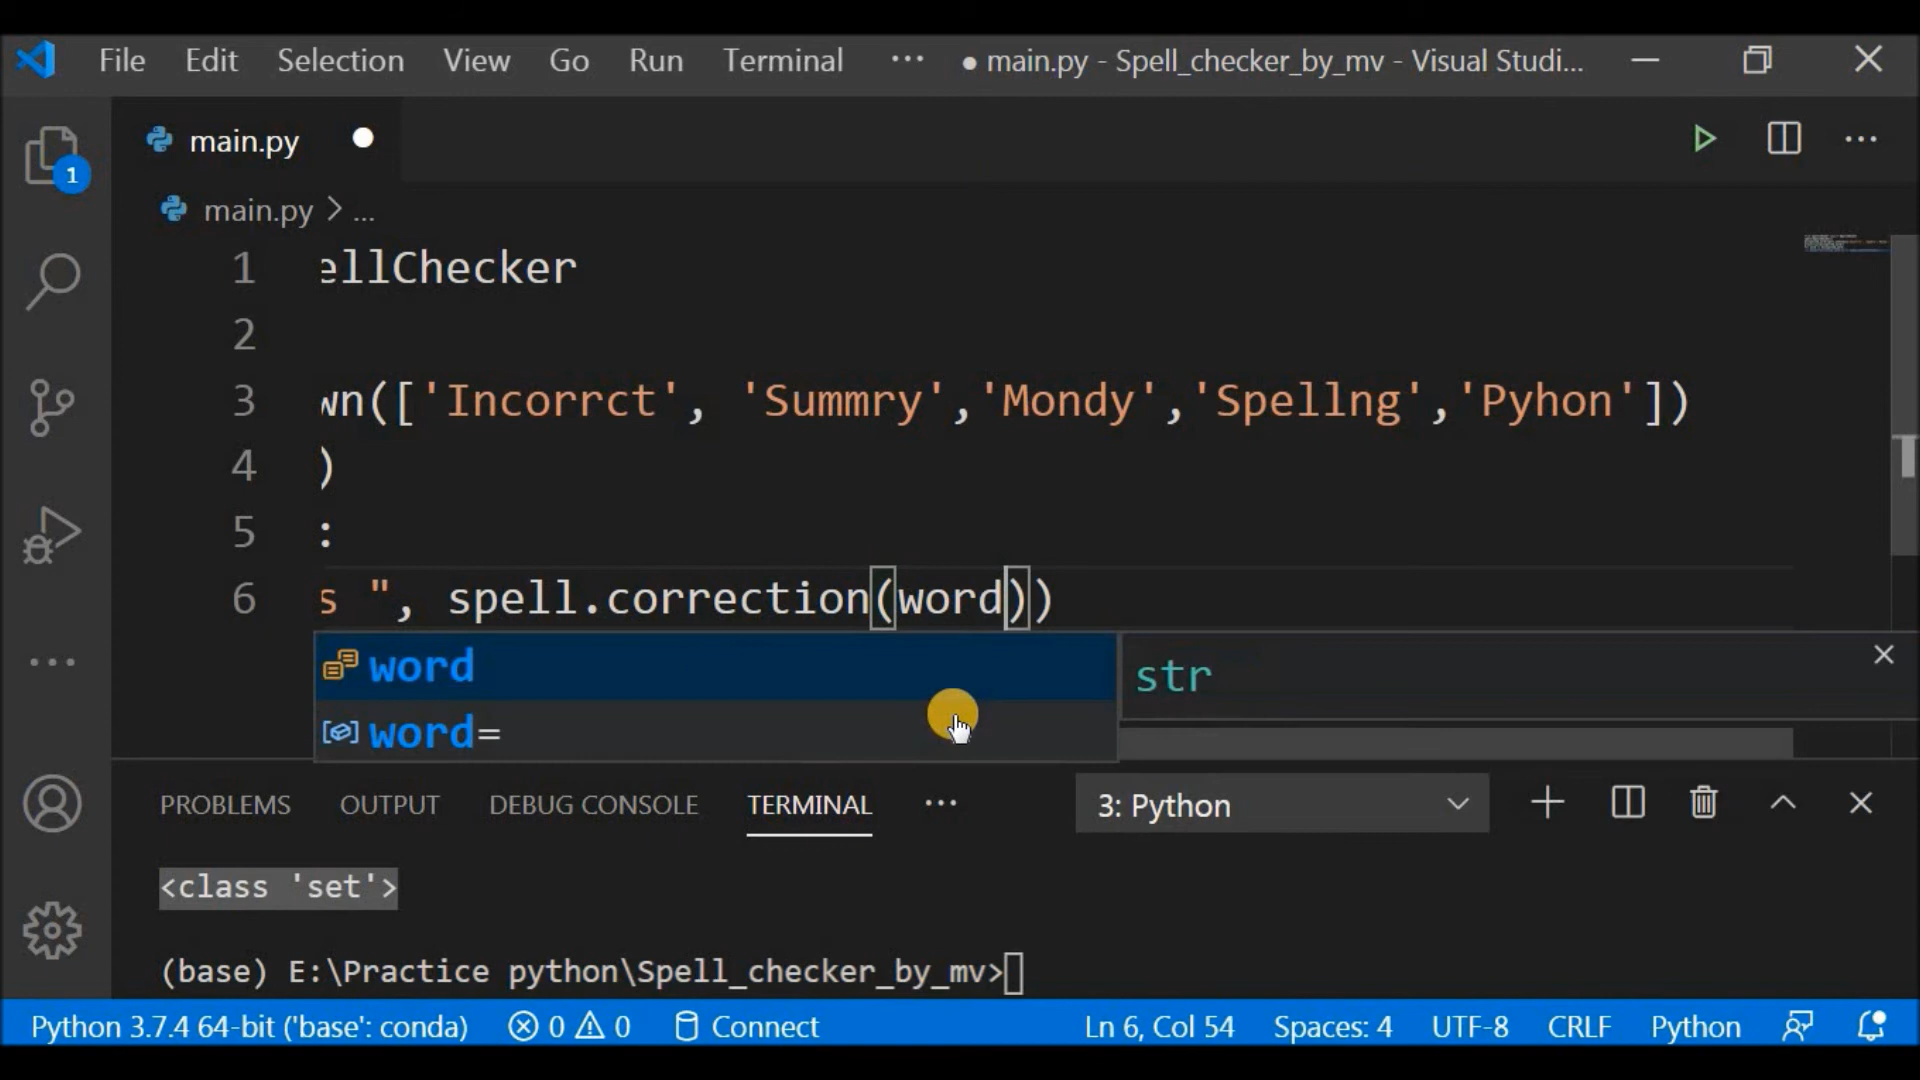 File Edit Selection View Go Run Terminal ··· ● main.py - Spell_checker_by_mv - Visual Studi...
main.py
1
main.py > ...
1 ellChecker
2
3 wn(['Incorrct', 'Summry','Mondy','Spellng','Pyhon'])
4 )
5 :
6 s ", spell.correction(word))
word
str
word=
PROBLEMS OUTPUT DEBUG CONSOLE TERMINAL ··· 3: Python
<class 'set'>
(base) E:\Practice python\Spell_checker_by_mv>
Python 3.7.4 64-bit ('base': conda) 0 0 Connect Ln 6, Col 54 Spaces: 4 UTF-8 CRLF Python